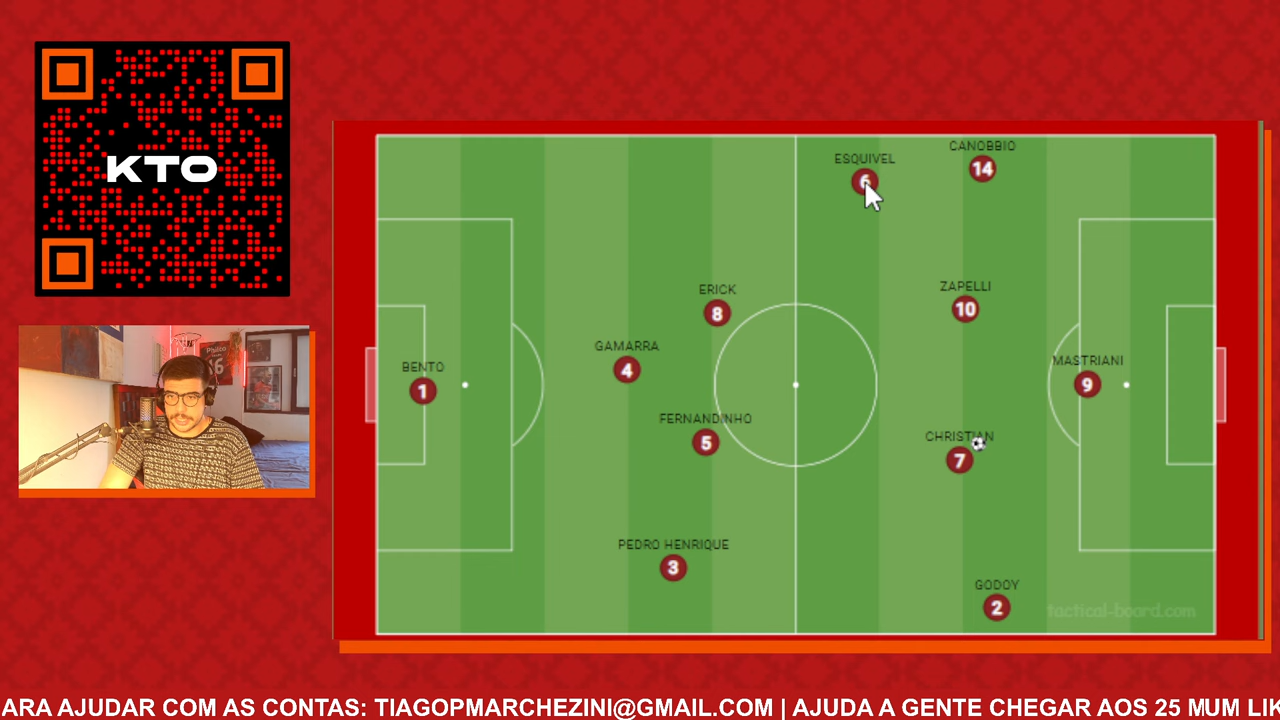 KTO
Philco
16
ESQUIVEL
6
CANOBBIO
14
ERICK
8
ZAPELLI
10
GAMARRA
4
BENTO
1
MASTRIANI
9
FERNANDINHO
5
CHRISTIAN
7
PEDRO HENRIQUE
3
GODOY
2
tactical-board.com
ARA AJUDAR COM AS CONTAS: TIAGOPMARCHEZINI@GMAIL.COM | AJUDA A GENTE CHEGAR AOS 25 MUM LIK